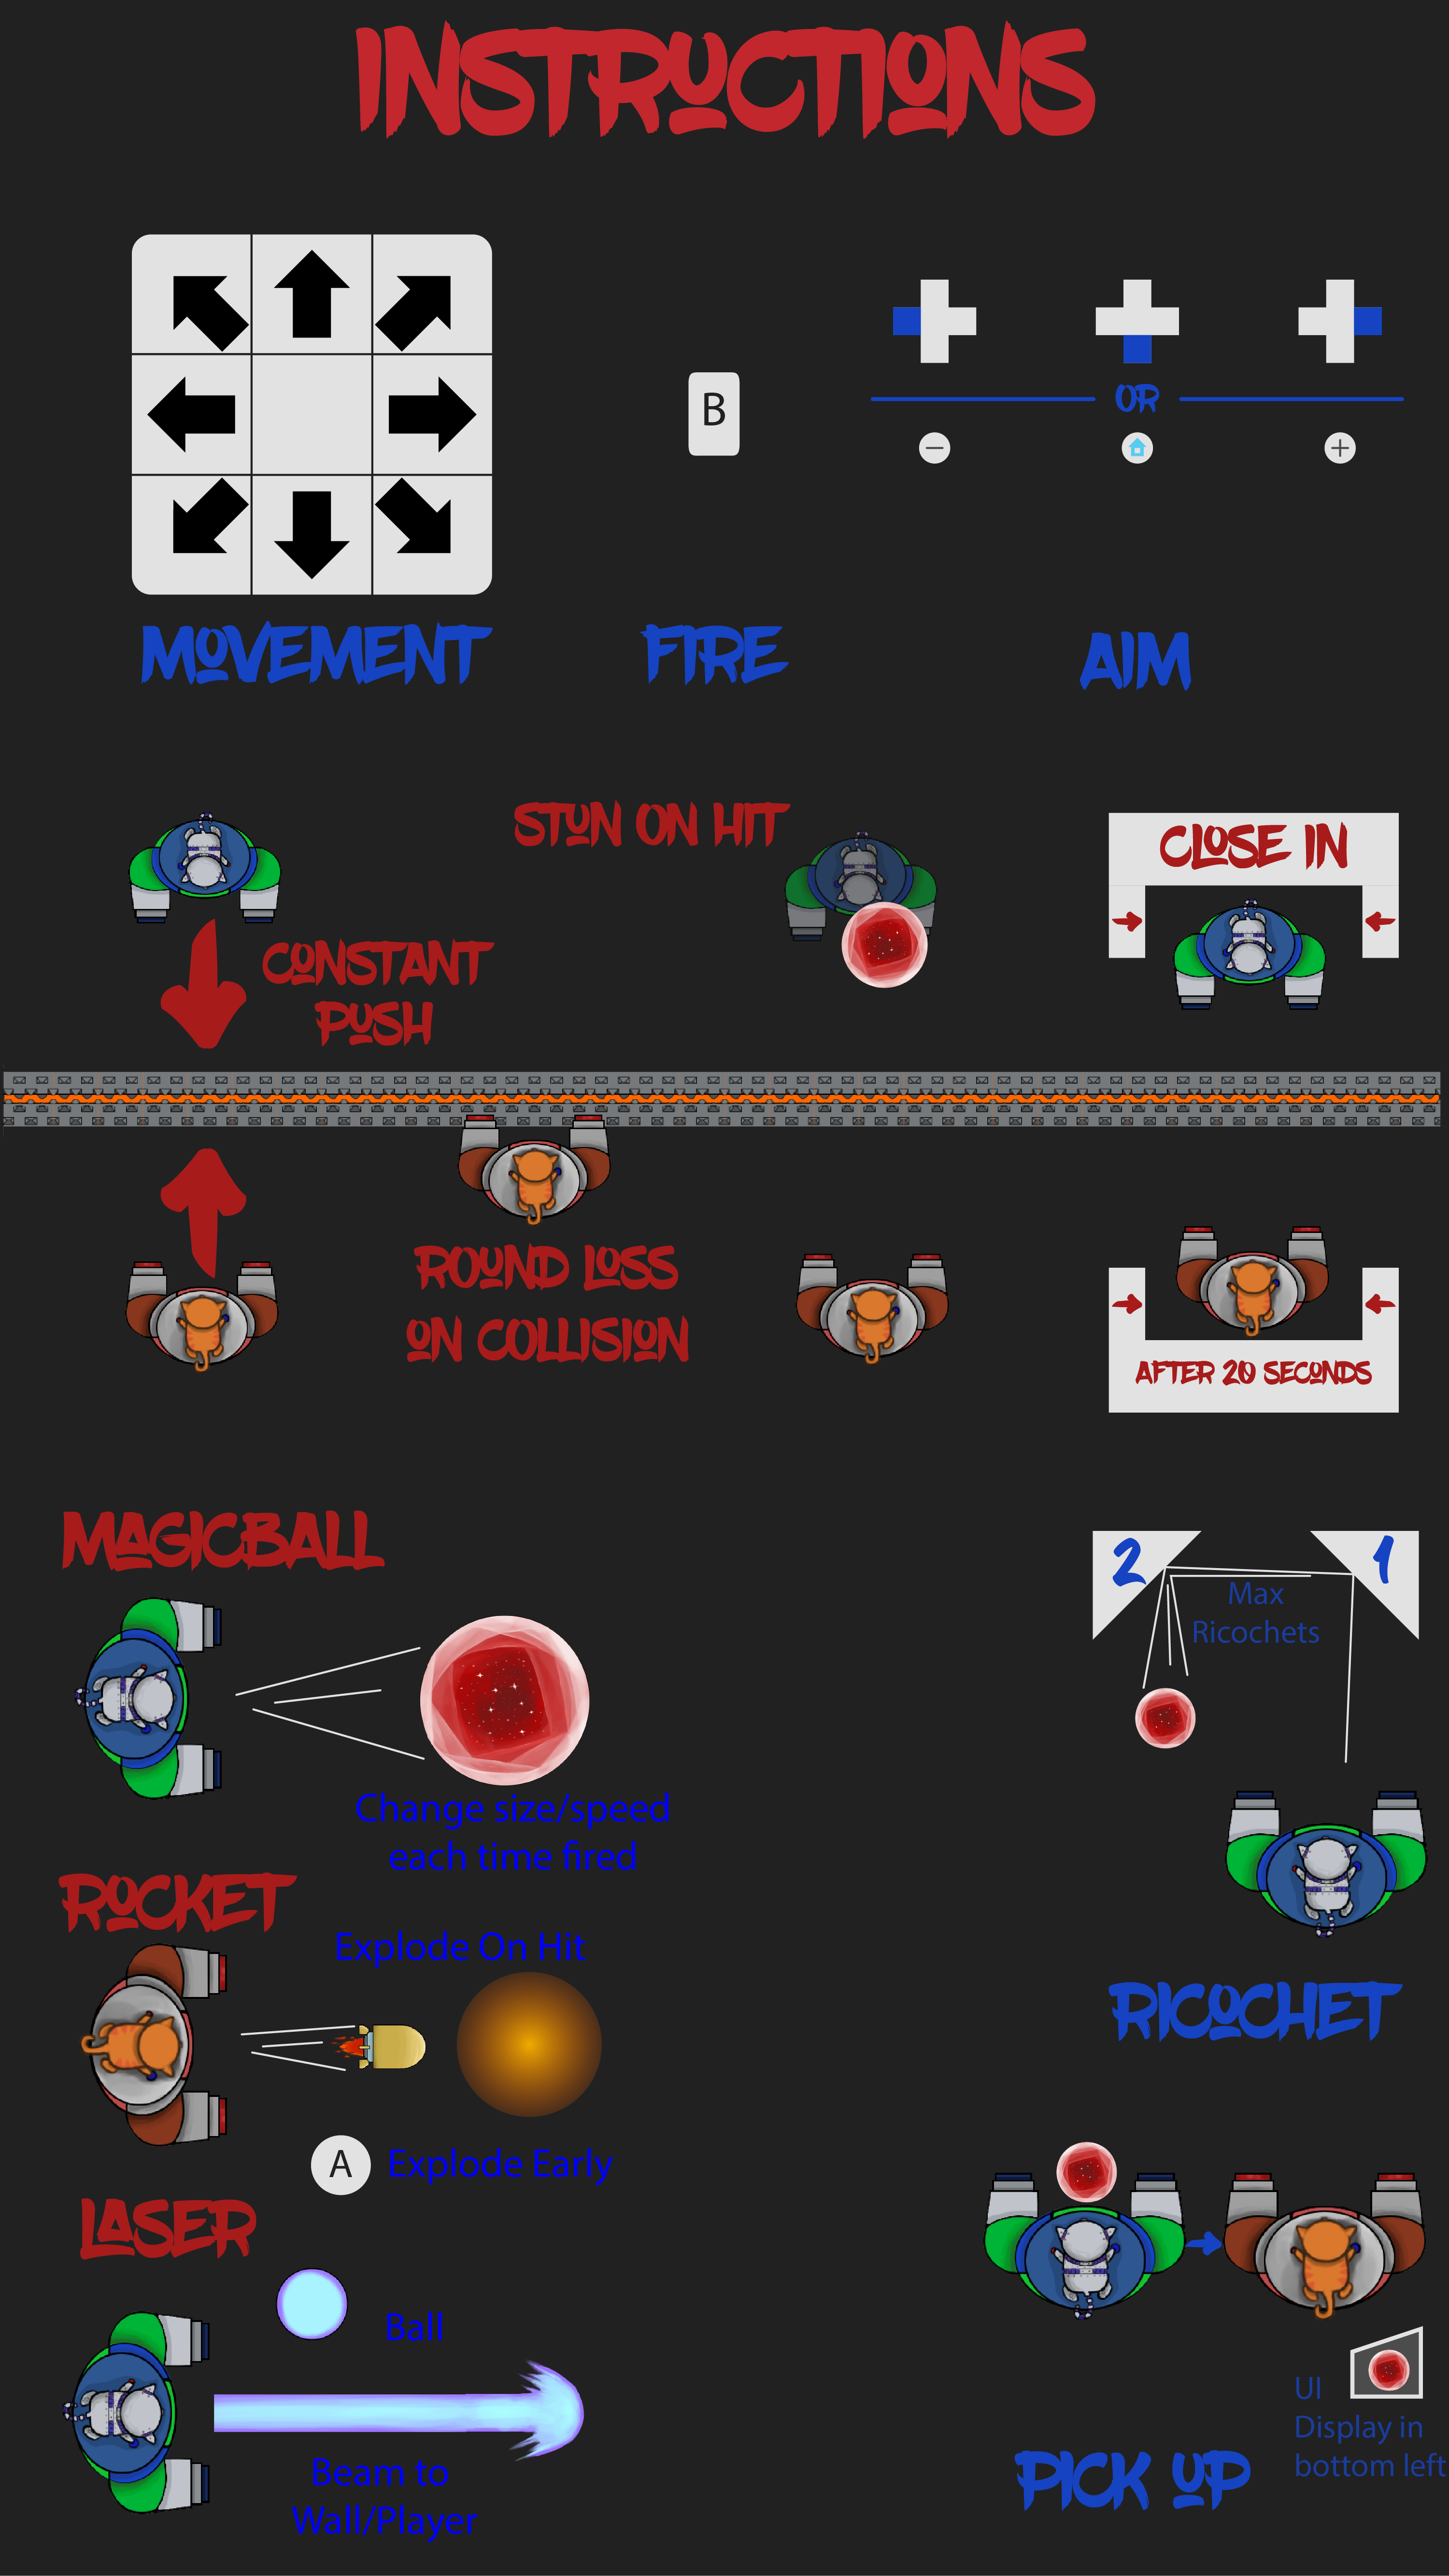 INSTRUCTIONS
B
OR
MOVEMENT
FIRE
AIM
STUN ON HIT
CLOSE IN
CONSTANT
PUSH
ROUND LOSS
ON COLLISION
AFTER 20 SECONDS
MAGICBALL
2
1
Max
Ricochets
Change size/speed
each time fired
ROCKET
Explode On Hit
RICOCHET
A
Explode Early
LASER
Ball
UI
Display in
bottom left
Beam to
Wall/Player
PICK UP